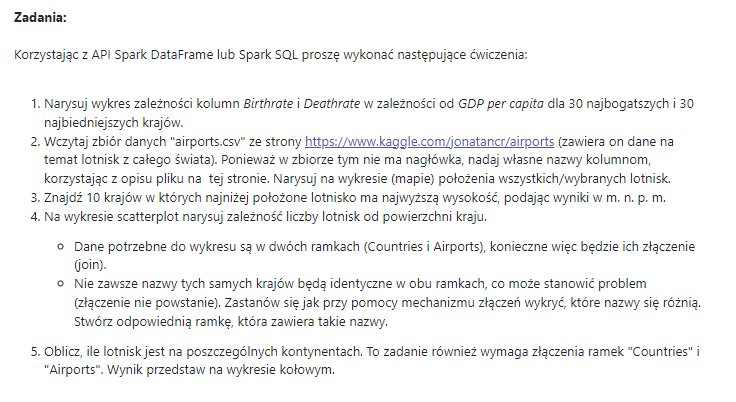 Zadania:
Korzystając z API Spark DataFrame lub Spark SQL proszę wykonać następujące ćwiczenia:
1. Narysuj wykres zależności kolumn Birthrate i Deathrate w zależności od GDP per capita dla 30 najbogatszych i 30
najbiedniejszych krajów.
2. Wczytaj zbiór danych "airports.csv" ze strony https://www.kaggle.com/jonatancr/airports (zawiera on dane na
temat lotnisk z całego świata). Ponieważ w zbiorze tym nie ma nagłówka, nadaj własne nazwy kolumnom,
korzystając z opisu pliku na tej stronie. Narysuj na wykresie (mapie) położenia wszystkich/wybranych lotnisk.
3. Znajdź 10 krajów w których najniżej położone lotnisko ma najwyższą wysokość, podając wyniki w m. n. p. m.
4. Na wykresie scatterplot narysuj zależność liczby lotnisk od powierzchni kraju.
○ Dane potrzebne do wykresu są w dwóch ramkach (Countries i Airports), konieczne więc będzie ich złączenie
(join).
○ Nie zawsze nazwy tych samych krajów będą identyczne w obu ramkach, co może stanowić problem
(złączenie nie powstanie). Zastanów się jak przy pomocy mechanizmu złączeń wykryć, które nazwy się różnią.
Stwórz odpowiednią ramkę, która zawiera takie nazwy.
5. Oblicz, ile lotnisk jest na poszczególnych kontynentach. To zadanie również wymaga złączenia ramek "Countries" i
"Airports". Wynik przedstaw na wykresie kołowym.